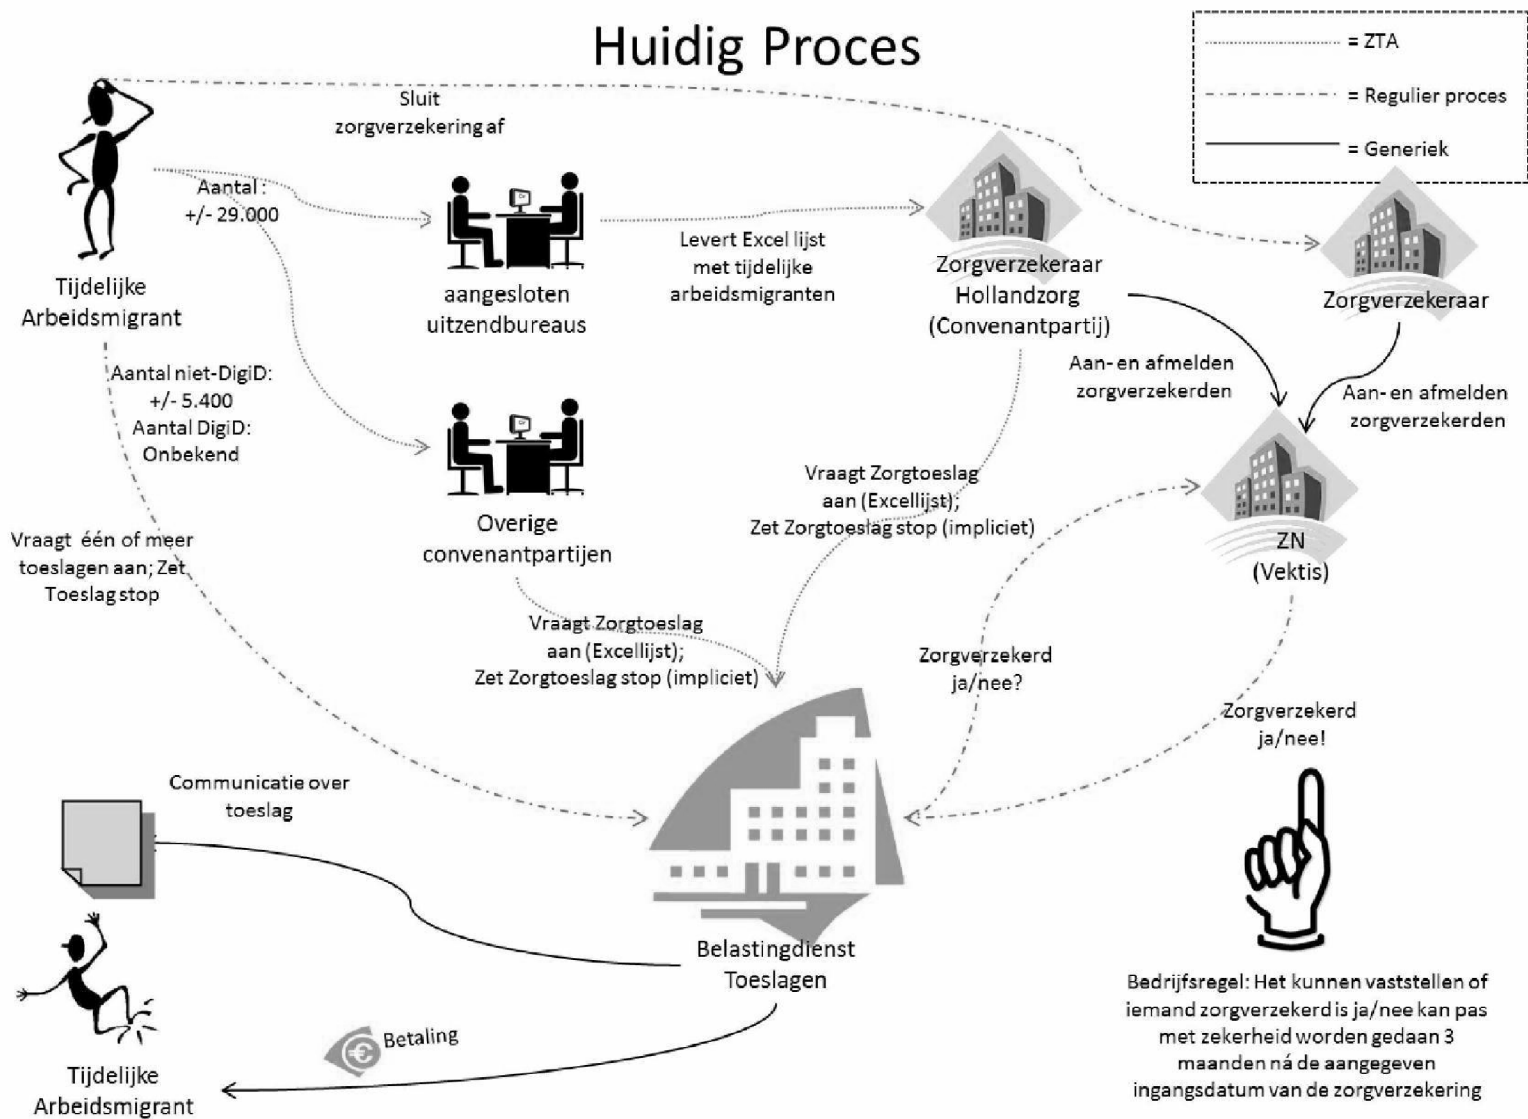 Huidig Proces
= ZTA
= Regulier proces
= Generiek
Sluit
zorgverzekering af
Aantal :
+/- 29.000
Tijdelijke
Arbeidsmigrant
aangesloten
uitzendbureaus
Levert Excel lijst
met tijdelijke
arbeidsmigranten
Zorgverzekeraar
Hollandzorg
(Convenantpartij)
Zorgverzekeraar
Aantal niet-DigiD:
+/- 5.400
Aantal DigiD:
Onbekend
Aan- en afmelden
zorgverzekerden
Aan- en afmelden
zorgverzekerden
Vraagt één of meer
toeslagen aan; Zet
Toeslag stop
Overige
convenantpartijen
Vraagt Zorgtoeslag
aan (Excellijst);
Zet Zorgtoeslag stop (impliciet)
ZN
(Vektis)
Vraagt Zorgtoeslag
aan (Excellijst);
Zet Zorgtoeslag stop (impliciet)
Zorgverzekerd
ja/nee?
Zorgverzekerd
ja/nee!
Communicatie over
toeslag
Belastingdienst
Toeslagen
Betaling
Tijdelijke
Arbeidsmigrant
Bedrijfsregel: Het kunnen vaststellen of
iemand zorgverzekerd is ja/nee kan pas
met zekerheid worden gedaan 3
maanden ná de aangegeven
ingangsdatum van de zorgverzekering